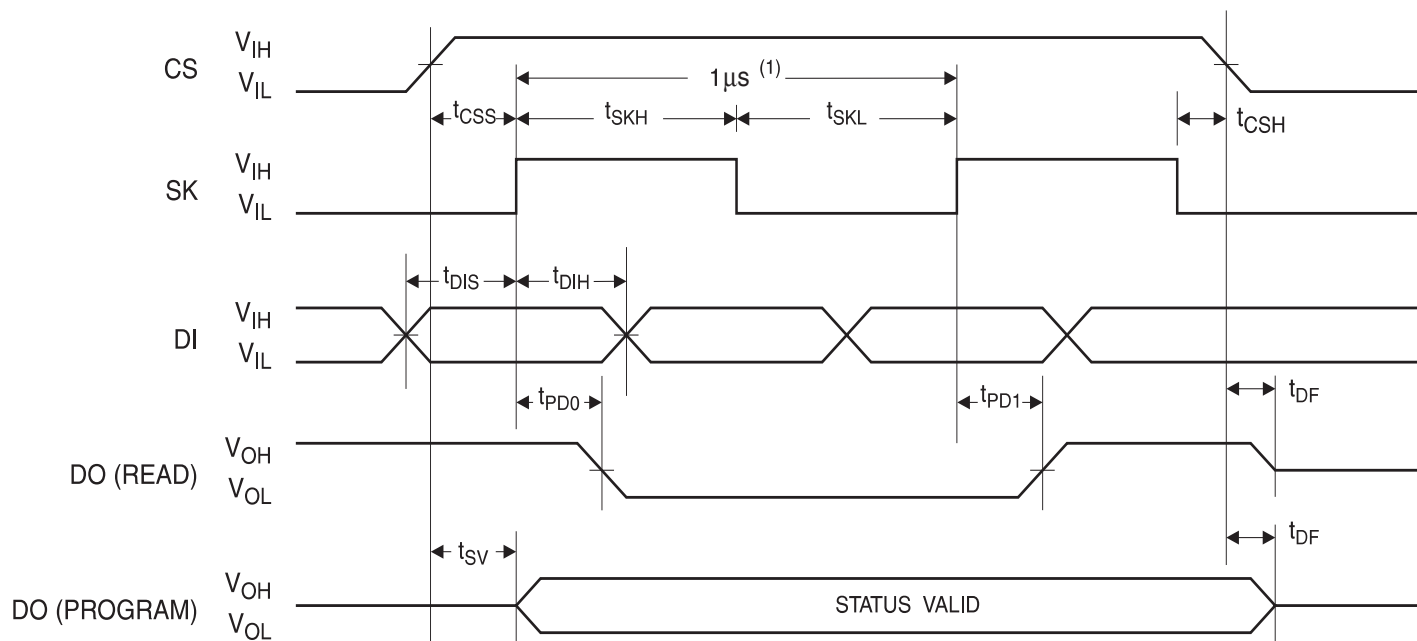 CS
V_IH
V_IL
1µs (1)
t_CSS
t_SKH
t_SKL
t_CSH
SK
V_IH
V_IL
t_DIS
t_DIH
DI
V_IH
V_IL
t_PD0
t_PD1
t_DF
DO (READ)
V_OH
V_OL
t_SV
t_DF
DO (PROGRAM)
V_OH
V_OL
STATUS VALID